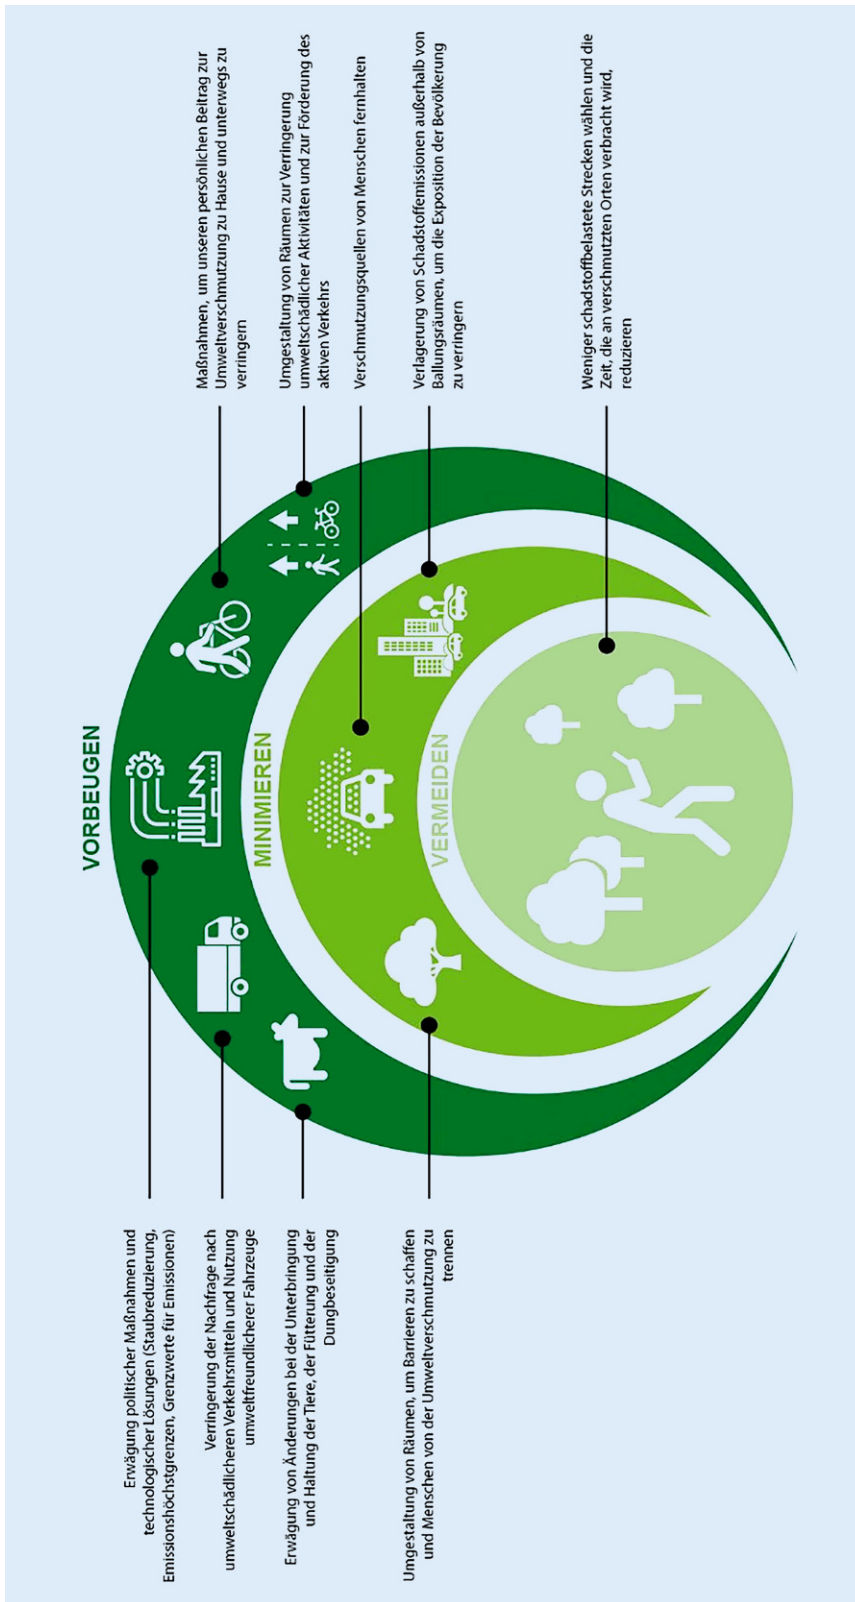 VORBEUGEN
Erwägung politischer Maßnahmen und
technologischer Lösungen (Staubreduzierung,
Emissionshöchstgrenzen, Grenzwerte für Emissionen)
Verringerung der Nachfrage nach
umweltschädlicheren Verkehrsmitteln und Nutzung
umweltfreundlicherer Fahrzeuge
Erwägung von Änderungen bei der Unterbringung
und Haltung der Tiere, der Fütterung und der
Dungbeseitigung
Maßnahmen, um unseren persönlichen Beitrag zur
Umweltverschmutzung zu Hause und unterwegs zu
verringern
Umgestaltung von Räumen zur Verringerung
umweltschädlicher Aktivitäten und zur Förderung des
aktiven Verkehrs
MINIMIEREN
Umgestaltung von Räumen, um Barrieren zu schaffen
und Menschen von der Umweltverschmutzung zu
trennen
Verschmutzungsquellen von Menschen fernhalten
Verlagerung von Schadstoffemissionen außerhalb von
Ballungsräumen, um die Exposition der Bevölkerung
zu verringern
VERMEIDEN
Weniger schadstoffbelastete Strecken wählen und die
Zeit, die an verschmutzten Orten verbracht wird,
reduzieren